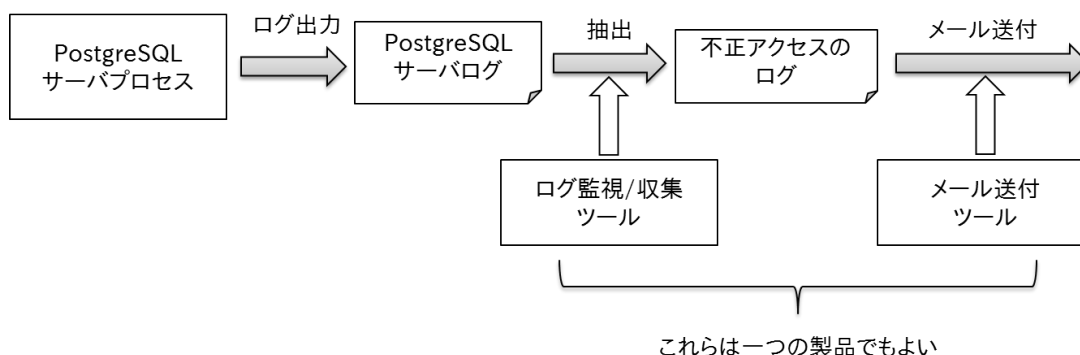 PostgreSQL
サーバプロセス
ログ出力
PostgreSQL
サーバログ
抽出
不正アクセスの
ログ
メール送付
ログ監視/収集
ツール
メール送付
ツール
これらは一つの製品でもよい